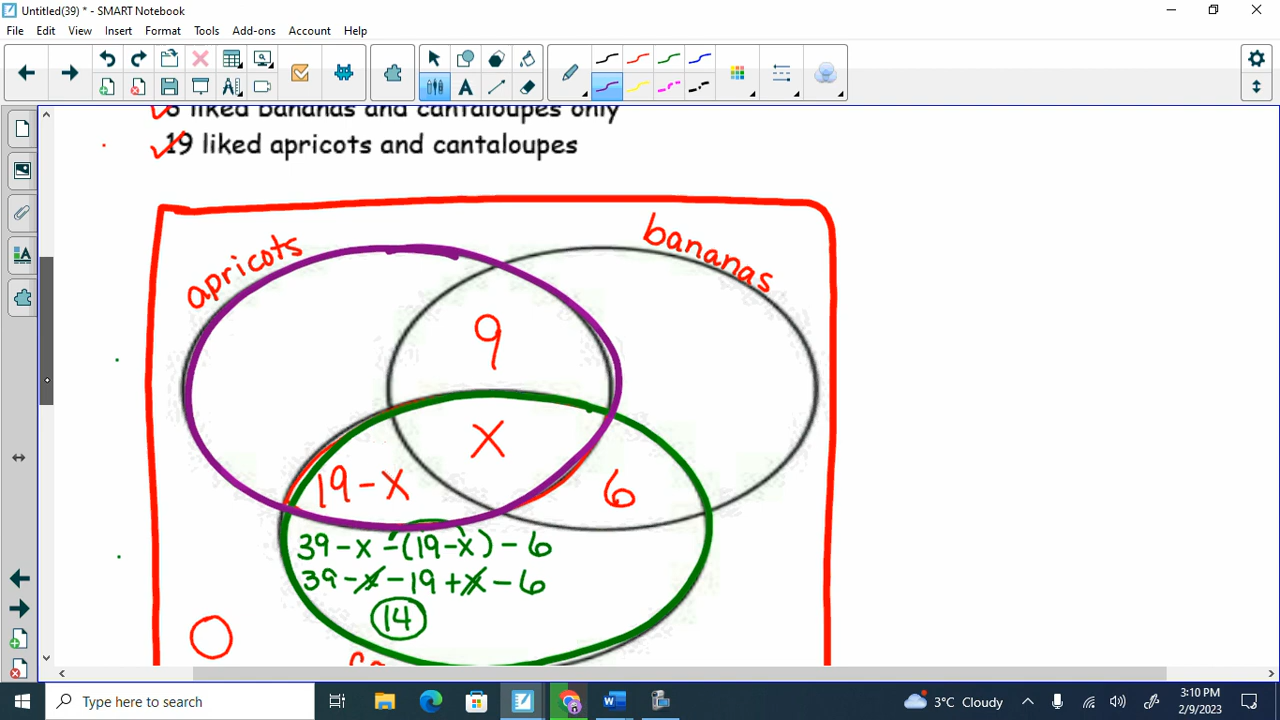 Untitled(39) * - SMART Notebook
File Edit View Insert Format Tools Add-ons Account Help
6 liked bananas and cantaloupes only
19 liked apricots and cantaloupes
apricots
bananas
9
x
19 - x
6
39 - x - (19 - x) - 6
39 - x - 19 + x - 6
14
Type here to search
3°C Cloudy
3:10 PM
2/9/2023